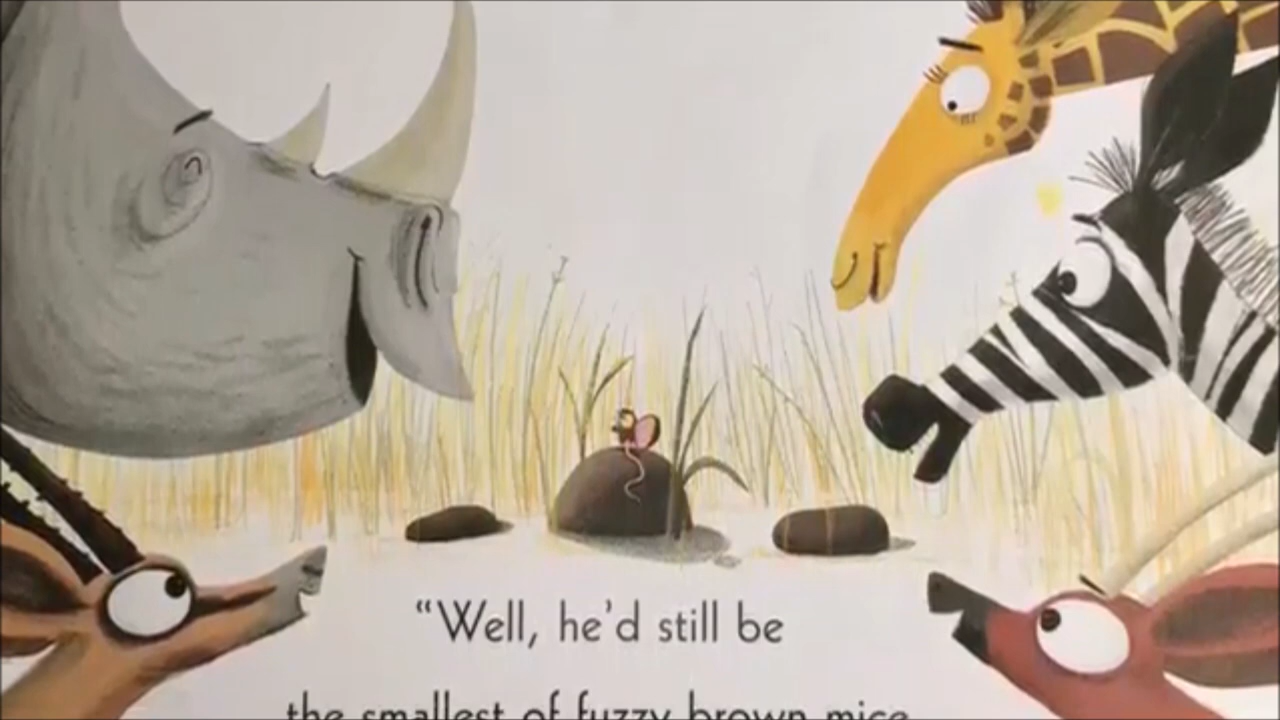 “Well, he’d still be
the smallest of fuzzy brown mice